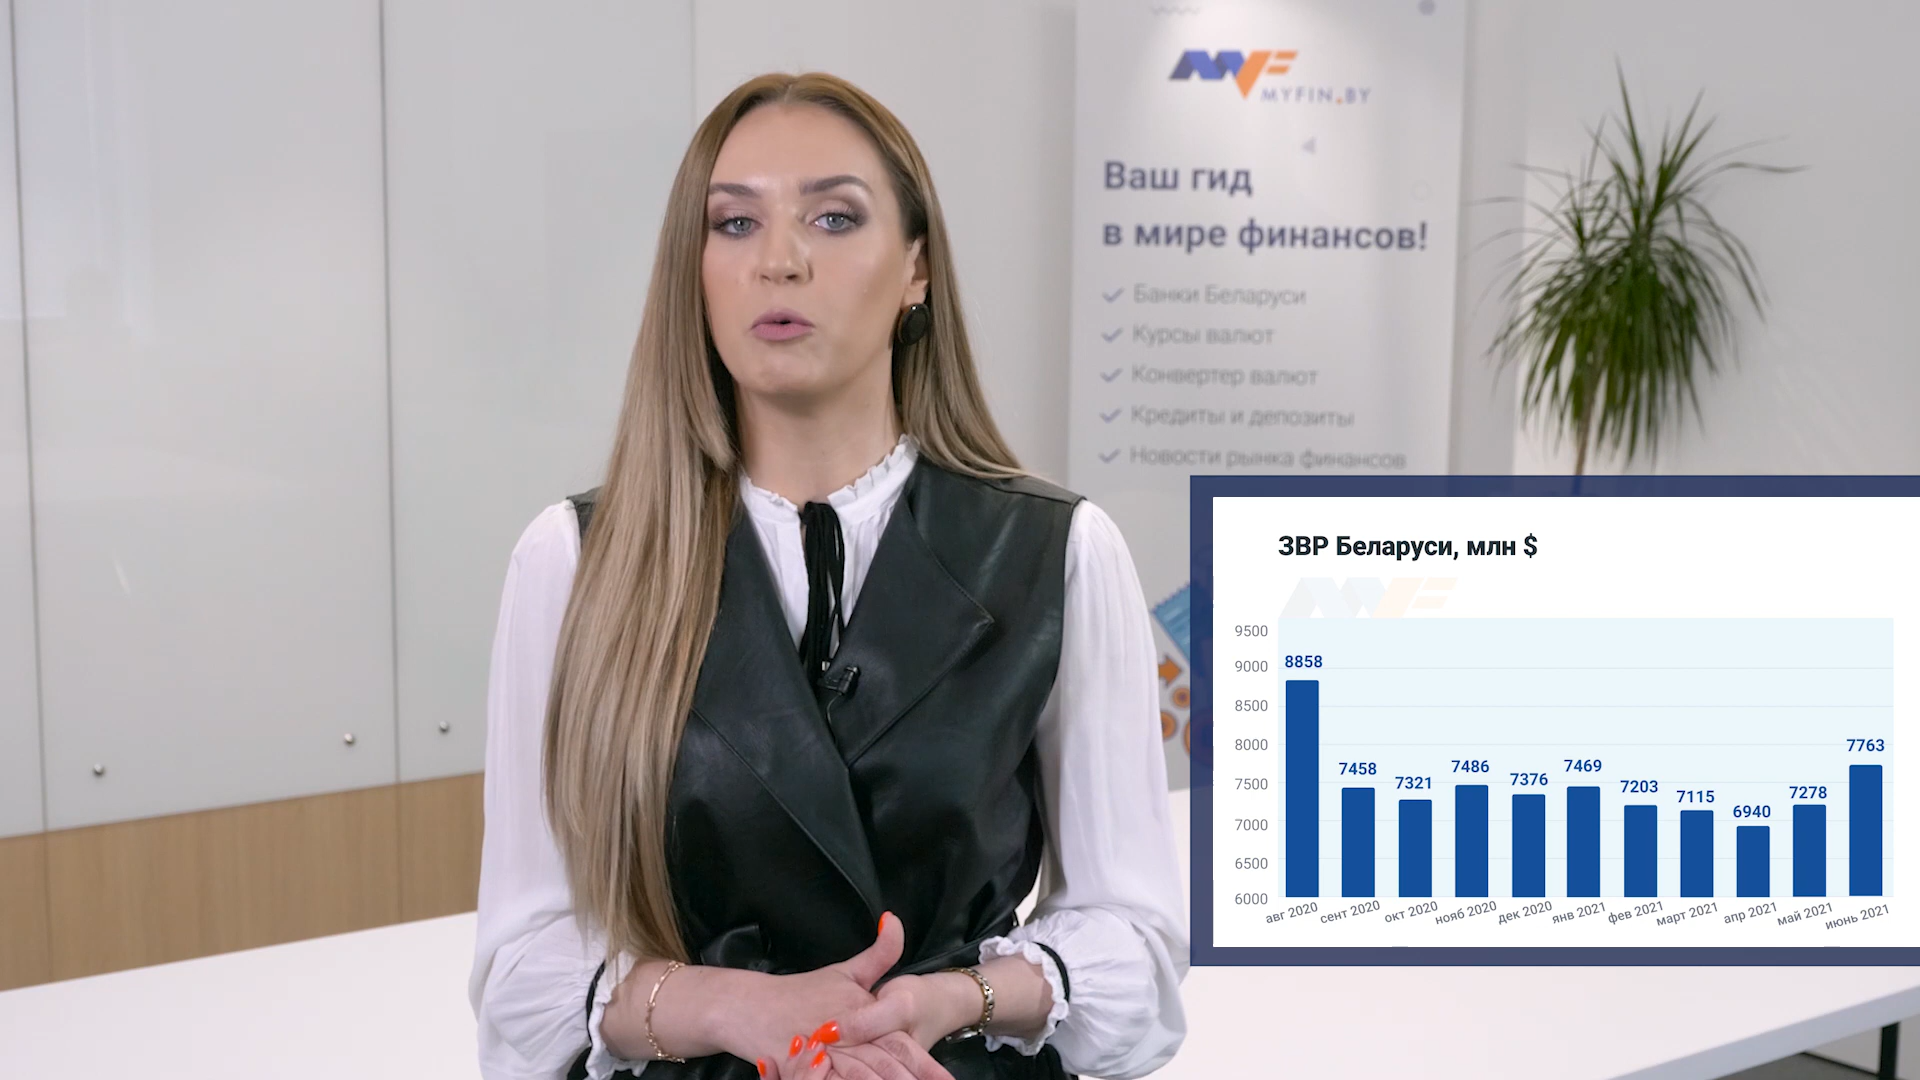 MYFIN.BY
Ваш гид
в мире финансов!
Банки Беларуси
Курсы валют
Конвертер валют
Кредиты и депозиты
Новости рынка финансов
ЗВР Беларуси, млн $
9500
9000
8500
8000
7500
7000
6500
6000
8858
7458
7321
7486
7376
7469
7203
7115
6940
7278
7763
авг 2020
сент 2020
окт 2020
нояб 2020
дек 2020
янв 2021
фев 2021
март 2021
апр 2021
май 2021
июнь 2021